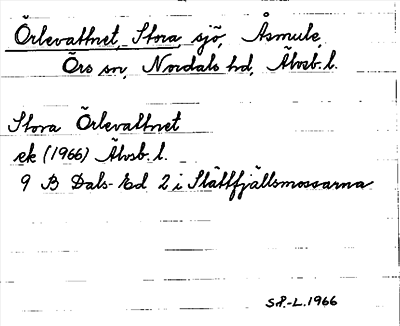 Örlevattnet, Stora, sjö, Åsmule,
Örs sn, Nordals hd, Älvsb. l.
Stora Örlevattnet
ek (1966) Älvsb. l.
9 B Dals-Ed 2 i Slättfjällsmossarna
S.P.-L. 1966